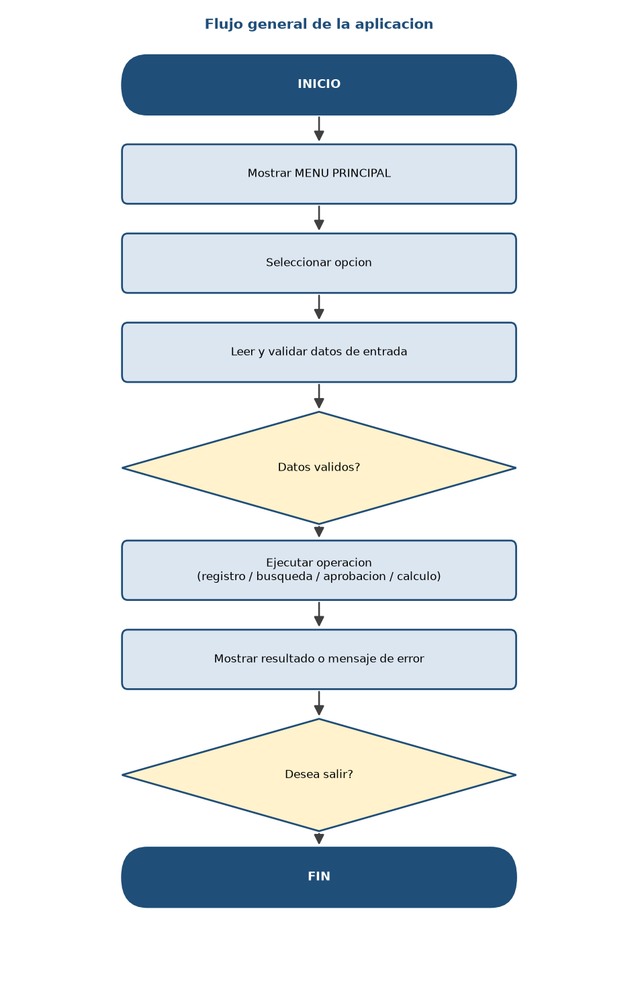 Flujo general de la aplicacion
INICIO
Mostrar MENU PRINCIPAL
Seleccionar opcion
Leer y validar datos de entrada
Datos validos?
Ejecutar operacion
(registro / busqueda / aprobacion / calculo)
Mostrar resultado o mensaje de error
Desea salir?
FIN